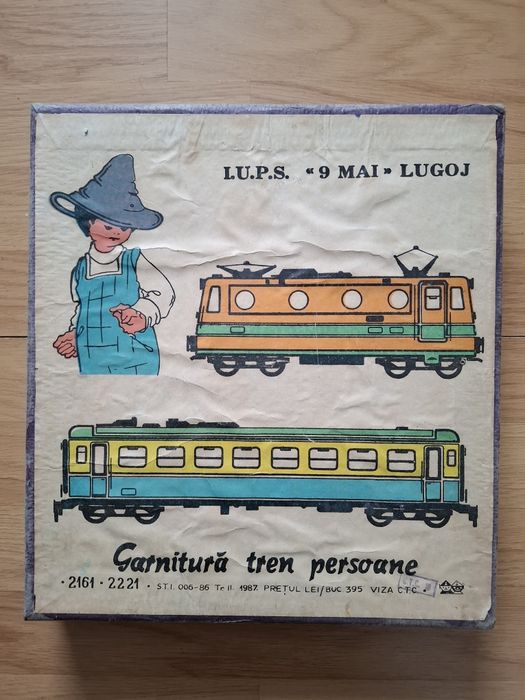 I.U.P.S. «9 MAI» LUGOJ
Garnitură tren persoane
·2161·2221· S.T.I. 006-86 Tr II. 1987. PREȚUL LEI/BUC 395 VIZA C.T.C.
C.T.C.